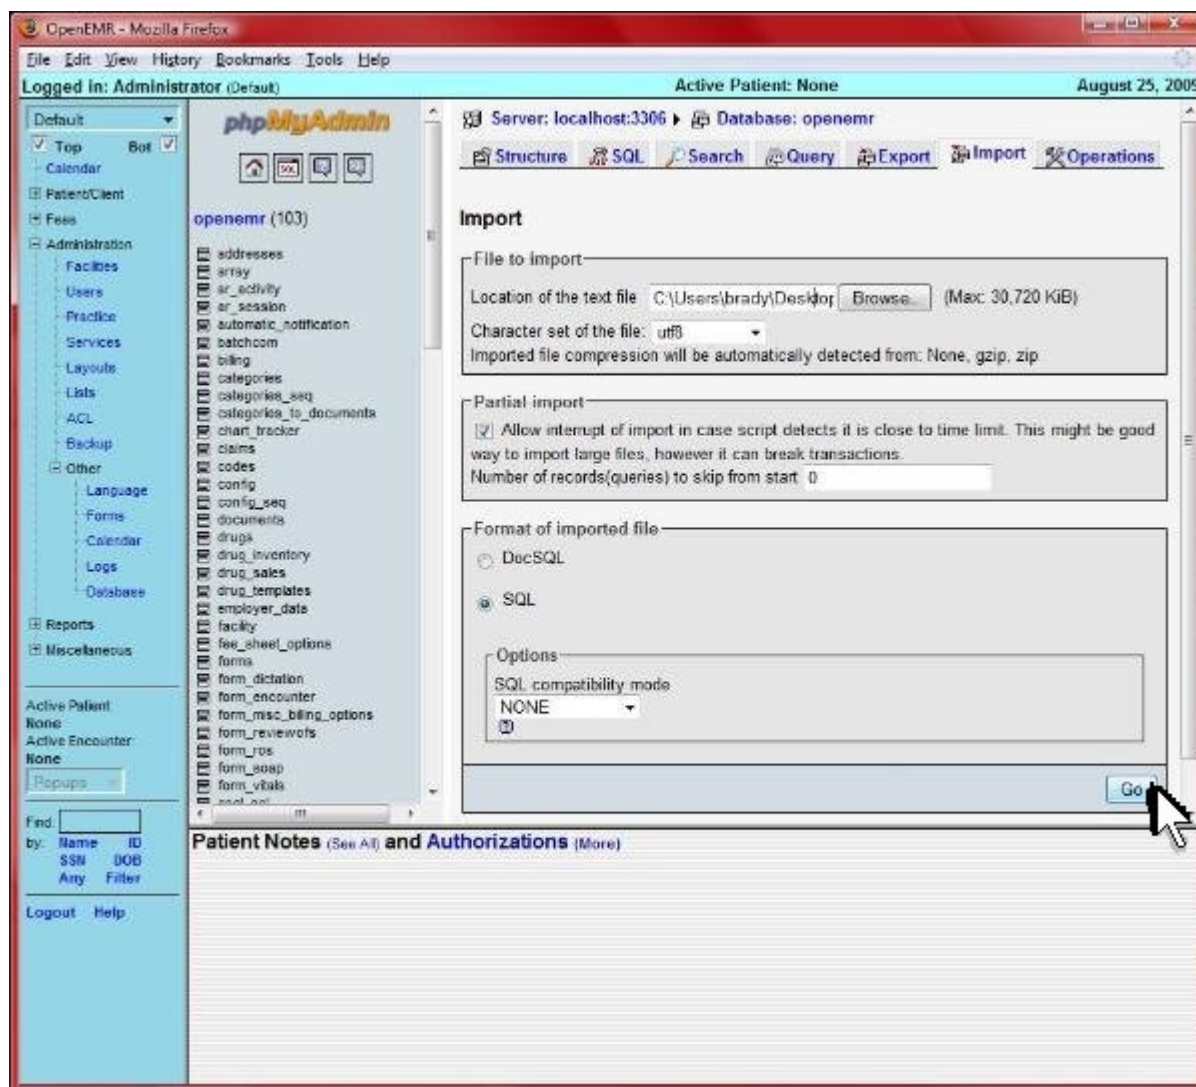 OpenEMR - Mozilla Firefox
File Edit View History Bookmarks Tools Help
Logged in: Administrator (Default) Active Patient: None August 25, 2009
Default
Top Bot
Calendar
Patient/Client
Fees
Administration
Facilities
Users
Practice
Services
Layouts
Lists
ACL
Backup
Other
Language
Forms
Calendar
Logs
Database
Reports
Miscellaneous
Active Patient
None
Active Encounter
None
Popups
Find:
by: Name ID
SSN DOB
Any Filter
Logout Help
phpMyAdmin
SQL
openemr (103)
addresses
array
ar_activity
ar_session
automatic_notification
batchcom
billing
categories
categories_seq
categories_to_documents
chart_tracker
claims
codes
config
config_seq
documents
drugs
drug_inventory
drug_sales
drug_templates
employer_data
facility
fee_sheet_options
forms
form_dictation
form_encounter
form_misc_billing_options
form_reviewofs
form_ros
form_soap
form_vitals
Server: localhost:3306 Database: openemr
Structure SQL Search Query Export Import Operations
Import
File to import
Location of the text file C:\Users\brady\Desktop Browse... (Max: 30,720 KiB)
Character set of the file: utf8
Imported file compression will be automatically detected from: None, gzip, zip
Partial import
Allow interrupt of import in case script detects it is close to time limit. This might be good
way to import large files, however it can break transactions.
Number of records(queries) to skip from start 0
Format of imported file
DocSQL
SQL
Options
SQL compatibility mode
NONE
Go
Patient Notes (See All) and Authorizations (More)